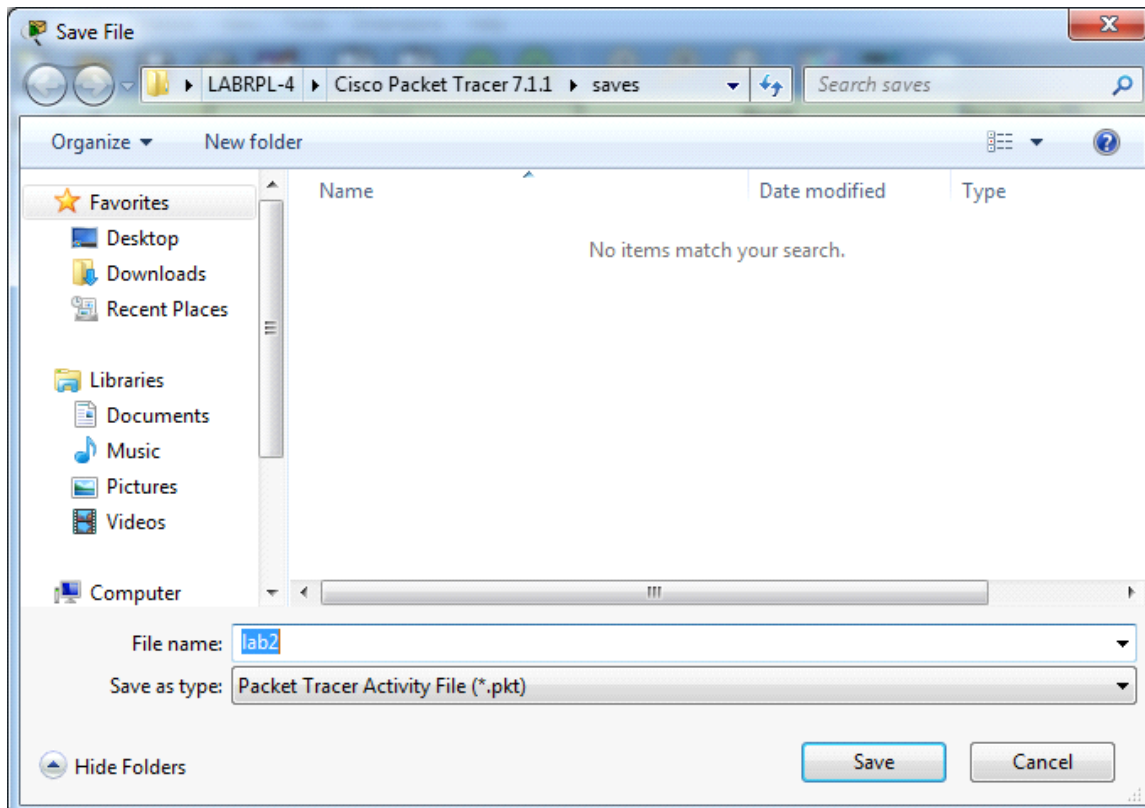 Save File
LABRPL-4 Cisco Packet Tracer 7.1.1 saves Search saves
Organize New folder
Name Date modified Type
No items match your search.
Favorites
Desktop
Downloads
Recent Places
Libraries
Documents
Music
Pictures
Videos
Computer
File name: lab2
Save as type: Packet Tracer Activity File (*.pkt)
Hide Folders Save Cancel